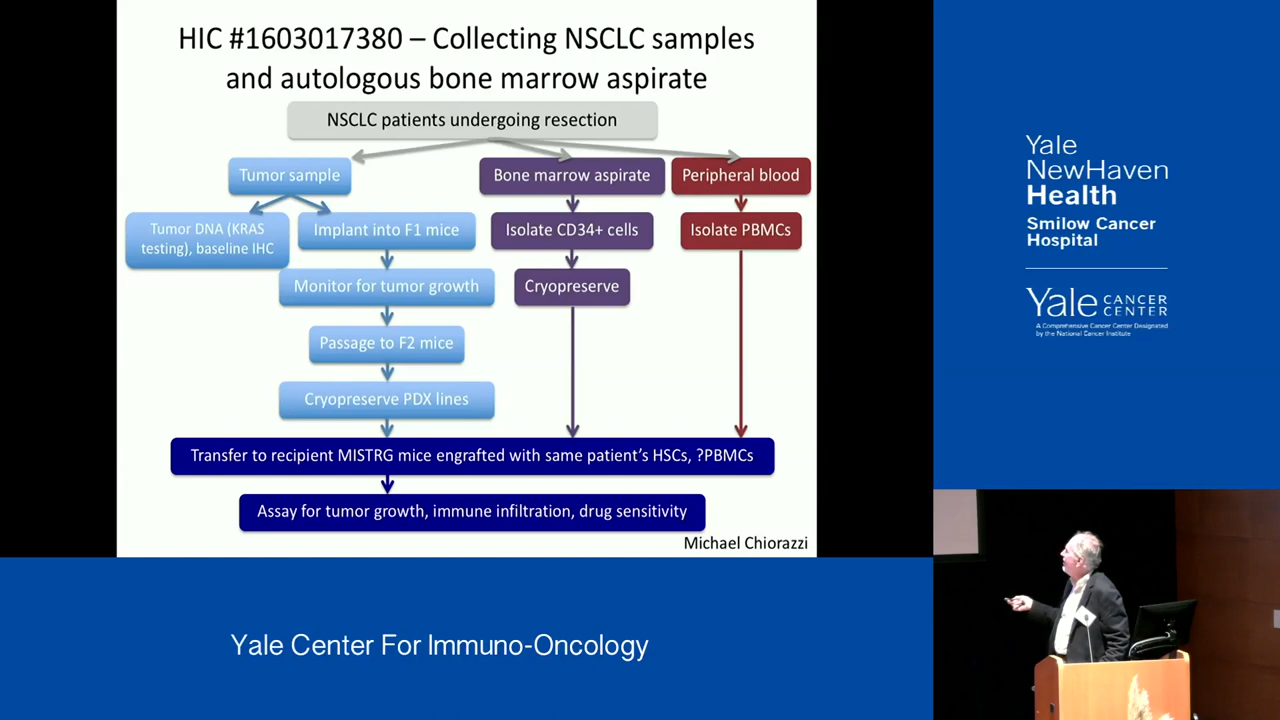 HIC #1603017380 – Collecting NSCLC samples
and autologous bone marrow aspirate
NSCLC patients undergoing resection
Tumor sample
Bone marrow aspirate
Peripheral blood
Tumor DNA (KRAS
testing), baseline IHC
Implant into F1 mice
Isolate CD34+ cells
Isolate PBMCs
Monitor for tumor growth
Cryopreserve
Passage to F2 mice
Cryopreserve PDX lines
Transfer to recipient MISTRG mice engrafted with same patient's HSCs, ?PBMCs
Assay for tumor growth, immune infiltration, drug sensitivity
Michael Chiorazzi
Yale Center For Immuno-Oncology
Yale
NewHaven
Health
Smilow Cancer
Hospital
Yale CANCER
CENTER
A Comprehensive Cancer Center Designated
by the National Cancer Institute